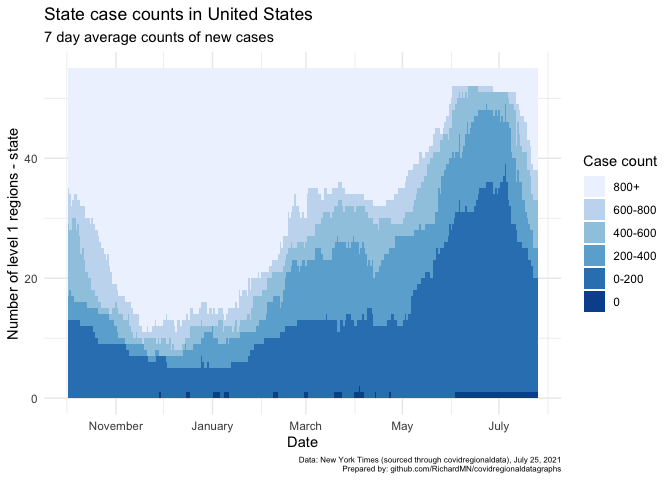 State case counts in United States
7 day average counts of new cases
Number of level 1 regions - state
40
20
0
November
January
March
May
July
Date
Case count
800+
600-800
400-600
200-400
0-200
0
Data: New York Times (sourced through covidregionaldata), July 25, 2021
Prepared by: github.com/RichardMN/covidregionaldatagraphs